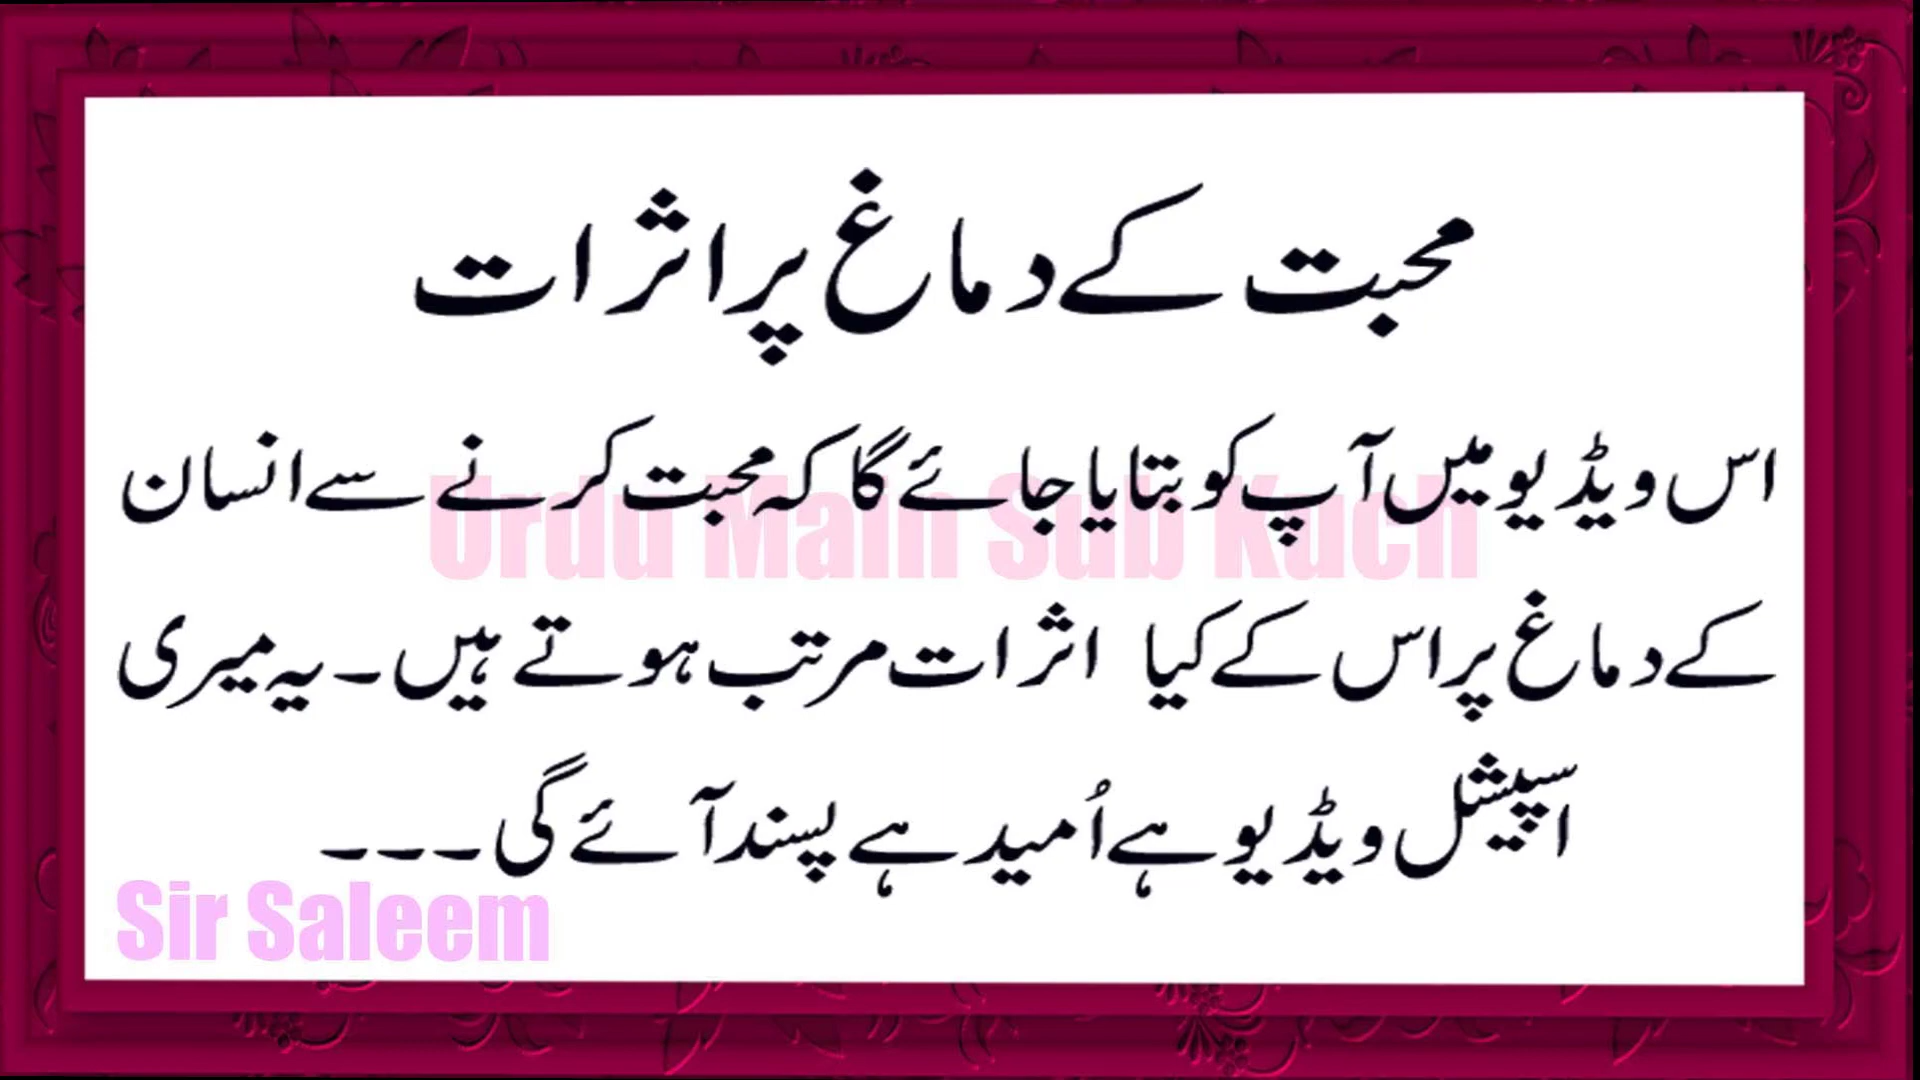 محبت کے دماغ پر اثرات
اس ویڈیو میں آپ کو بتایا جائے گا کہ محبت کرنے سے انسان
Urdu Main Sub Kuch
کے دماغ پر اس کے کیا اثرات مرتب ہوتے ہیں۔ یہ میری
اسپیشل ویڈیو ہے اُمید ہے پسند آئے گی۔۔۔۔
Sir Saleem